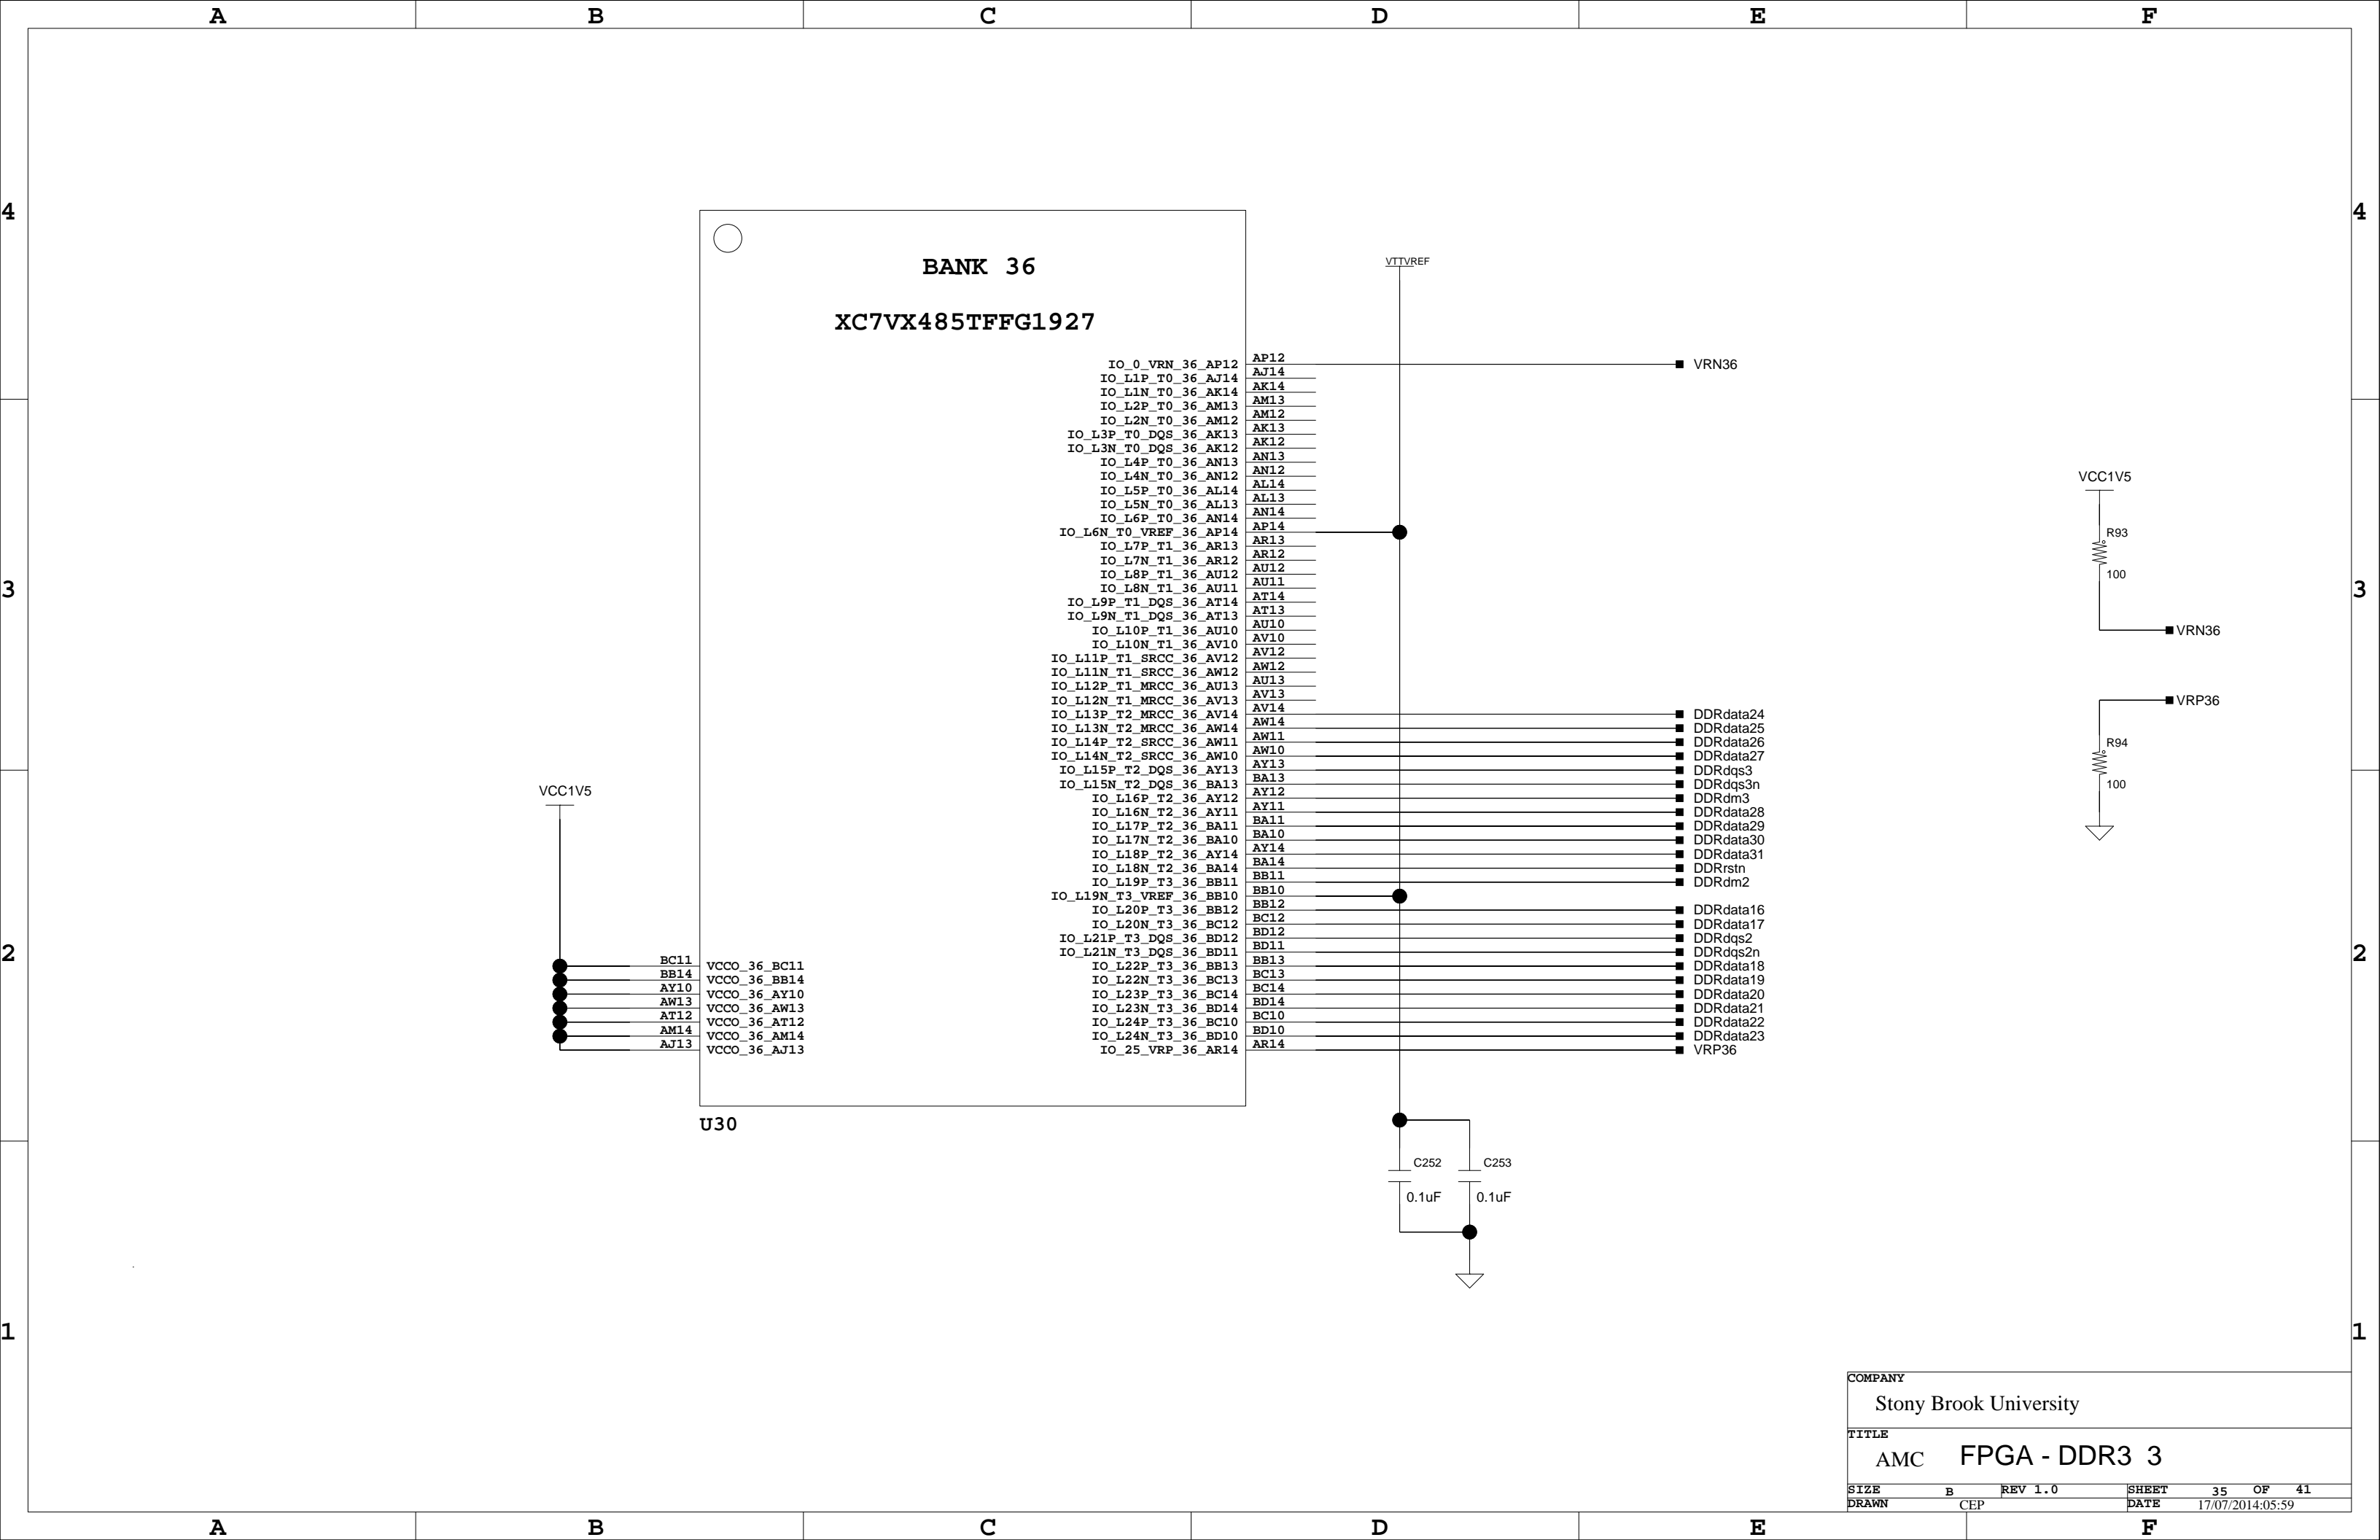 A B C D E F
4 4
BANK 36
VTTVREF
XC7VX485TFFG1927
IO_0_VRN_36_AP12 AP12 VRN36
IO_L1P_T0_36_AJ14 AJ14
IO_L1N_T0_36_AK14 AK14
IO_L2P_T0_36_AM13 AM13
IO_L2N_T0_36_AM12 AM12
IO_L3P_T0_DQS_36_AK13 AK13
IO_L3N_T0_DQS_36_AK12 AK12
IO_L4P_T0_36_AN13 AN13
IO_L4N_T0_36_AN12 AN12
IO_L5P_T0_36_AL14 AL14
IO_L5N_T0_36_AL13 AL13
IO_L6P_T0_36_AN14 AN14
IO_L6N_T0_VREF_36_AP14 AP14
IO_L7P_T1_36_AR13 AR13
IO_L7N_T1_36_AR12 AR12
IO_L8P_T1_36_AU12 AU12
IO_L8N_T1_36_AU11 AU11
IO_L9P_T1_DQS_36_AT14 AT14
IO_L9N_T1_DQS_36_AT13 AT13
IO_L10P_T1_36_AU10 AU10
IO_L10N_T1_36_AV10 AV10
IO_L11P_T1_SRCC_36_AV12 AV12
IO_L11N_T1_SRCC_36_AW12 AW12
IO_L12P_T1_MRCC_36_AU13 AU13
IO_L12N_T1_MRCC_36_AV13 AV13
IO_L13P_T2_MRCC_36_AV14 AV14 DDRdata24
IO_L13N_T2_MRCC_36_AW14 AW14 DDRdata25
IO_L14P_T2_SRCC_36_AW11 AW11 DDRdata26
IO_L14N_T2_SRCC_36_AW10 AW10 DDRdata27
IO_L15P_T2_DQS_36_AY13 AY13 DDRdqs3
IO_L15N_T2_DQS_36_BA13 BA13 DDRdqs3n
IO_L16P_T2_36_AY12 AY12 DDRdm3
IO_L16N_T2_36_AY11 AY11 DDRdata28
IO_L17P_T2_36_BA11 BA11 DDRdata29
IO_L17N_T2_36_BA10 BA10 DDRdata30
IO_L18P_T2_36_AY14 AY14 DDRdata31
IO_L18N_T2_36_BA14 BA14 DDRrstn
IO_L19P_T3_36_BB11 BB11 DDRdm2
IO_L19N_T3_VREF_36_BB10 BB10
IO_L20P_T3_36_BB12 BB12 DDRdata16
IO_L20N_T3_36_BC12 BC12 DDRdata17
IO_L21P_T3_DQS_36_BD12 BD12 DDRdqs2
IO_L21N_T3_DQS_36_BD11 BD11 DDRdqs2n
IO_L22P_T3_36_BB13 BB13 DDRdata18
IO_L22N_T3_36_BC13 BC13 DDRdata19
IO_L23P_T3_36_BC14 BC14 DDRdata20
IO_L23N_T3_36_BD14 BD14 DDRdata21
IO_L24P_T3_36_BC10 BC10 DDRdata22
IO_L24N_T3_36_BD10 BD10 DDRdata23
IO_25_VRP_36_AR14 AR14 VRP36
VCC1V5
BC11 VCCO_36_BC11
BB14 VCCO_36_BB14
AY10 VCCO_36_AY10
AW13 VCCO_36_AW13
AT12 VCCO_36_AT12
AM14 VCCO_36_AM14
AJ13 VCCO_36_AJ13
U30
VCC1V5
R93
100
VRN36
VRP36
R94
100
3 3
2 2
C252 C253
0.1uF 0.1uF
1 1
COMPANY
Stony Brook University
TITLE
AMC FPGA - DDR3 3
SIZE B REV 1.0 SHEET 35 OF 41
DRAWN CEP DATE 17/07/2014:05:59
A B C D E F